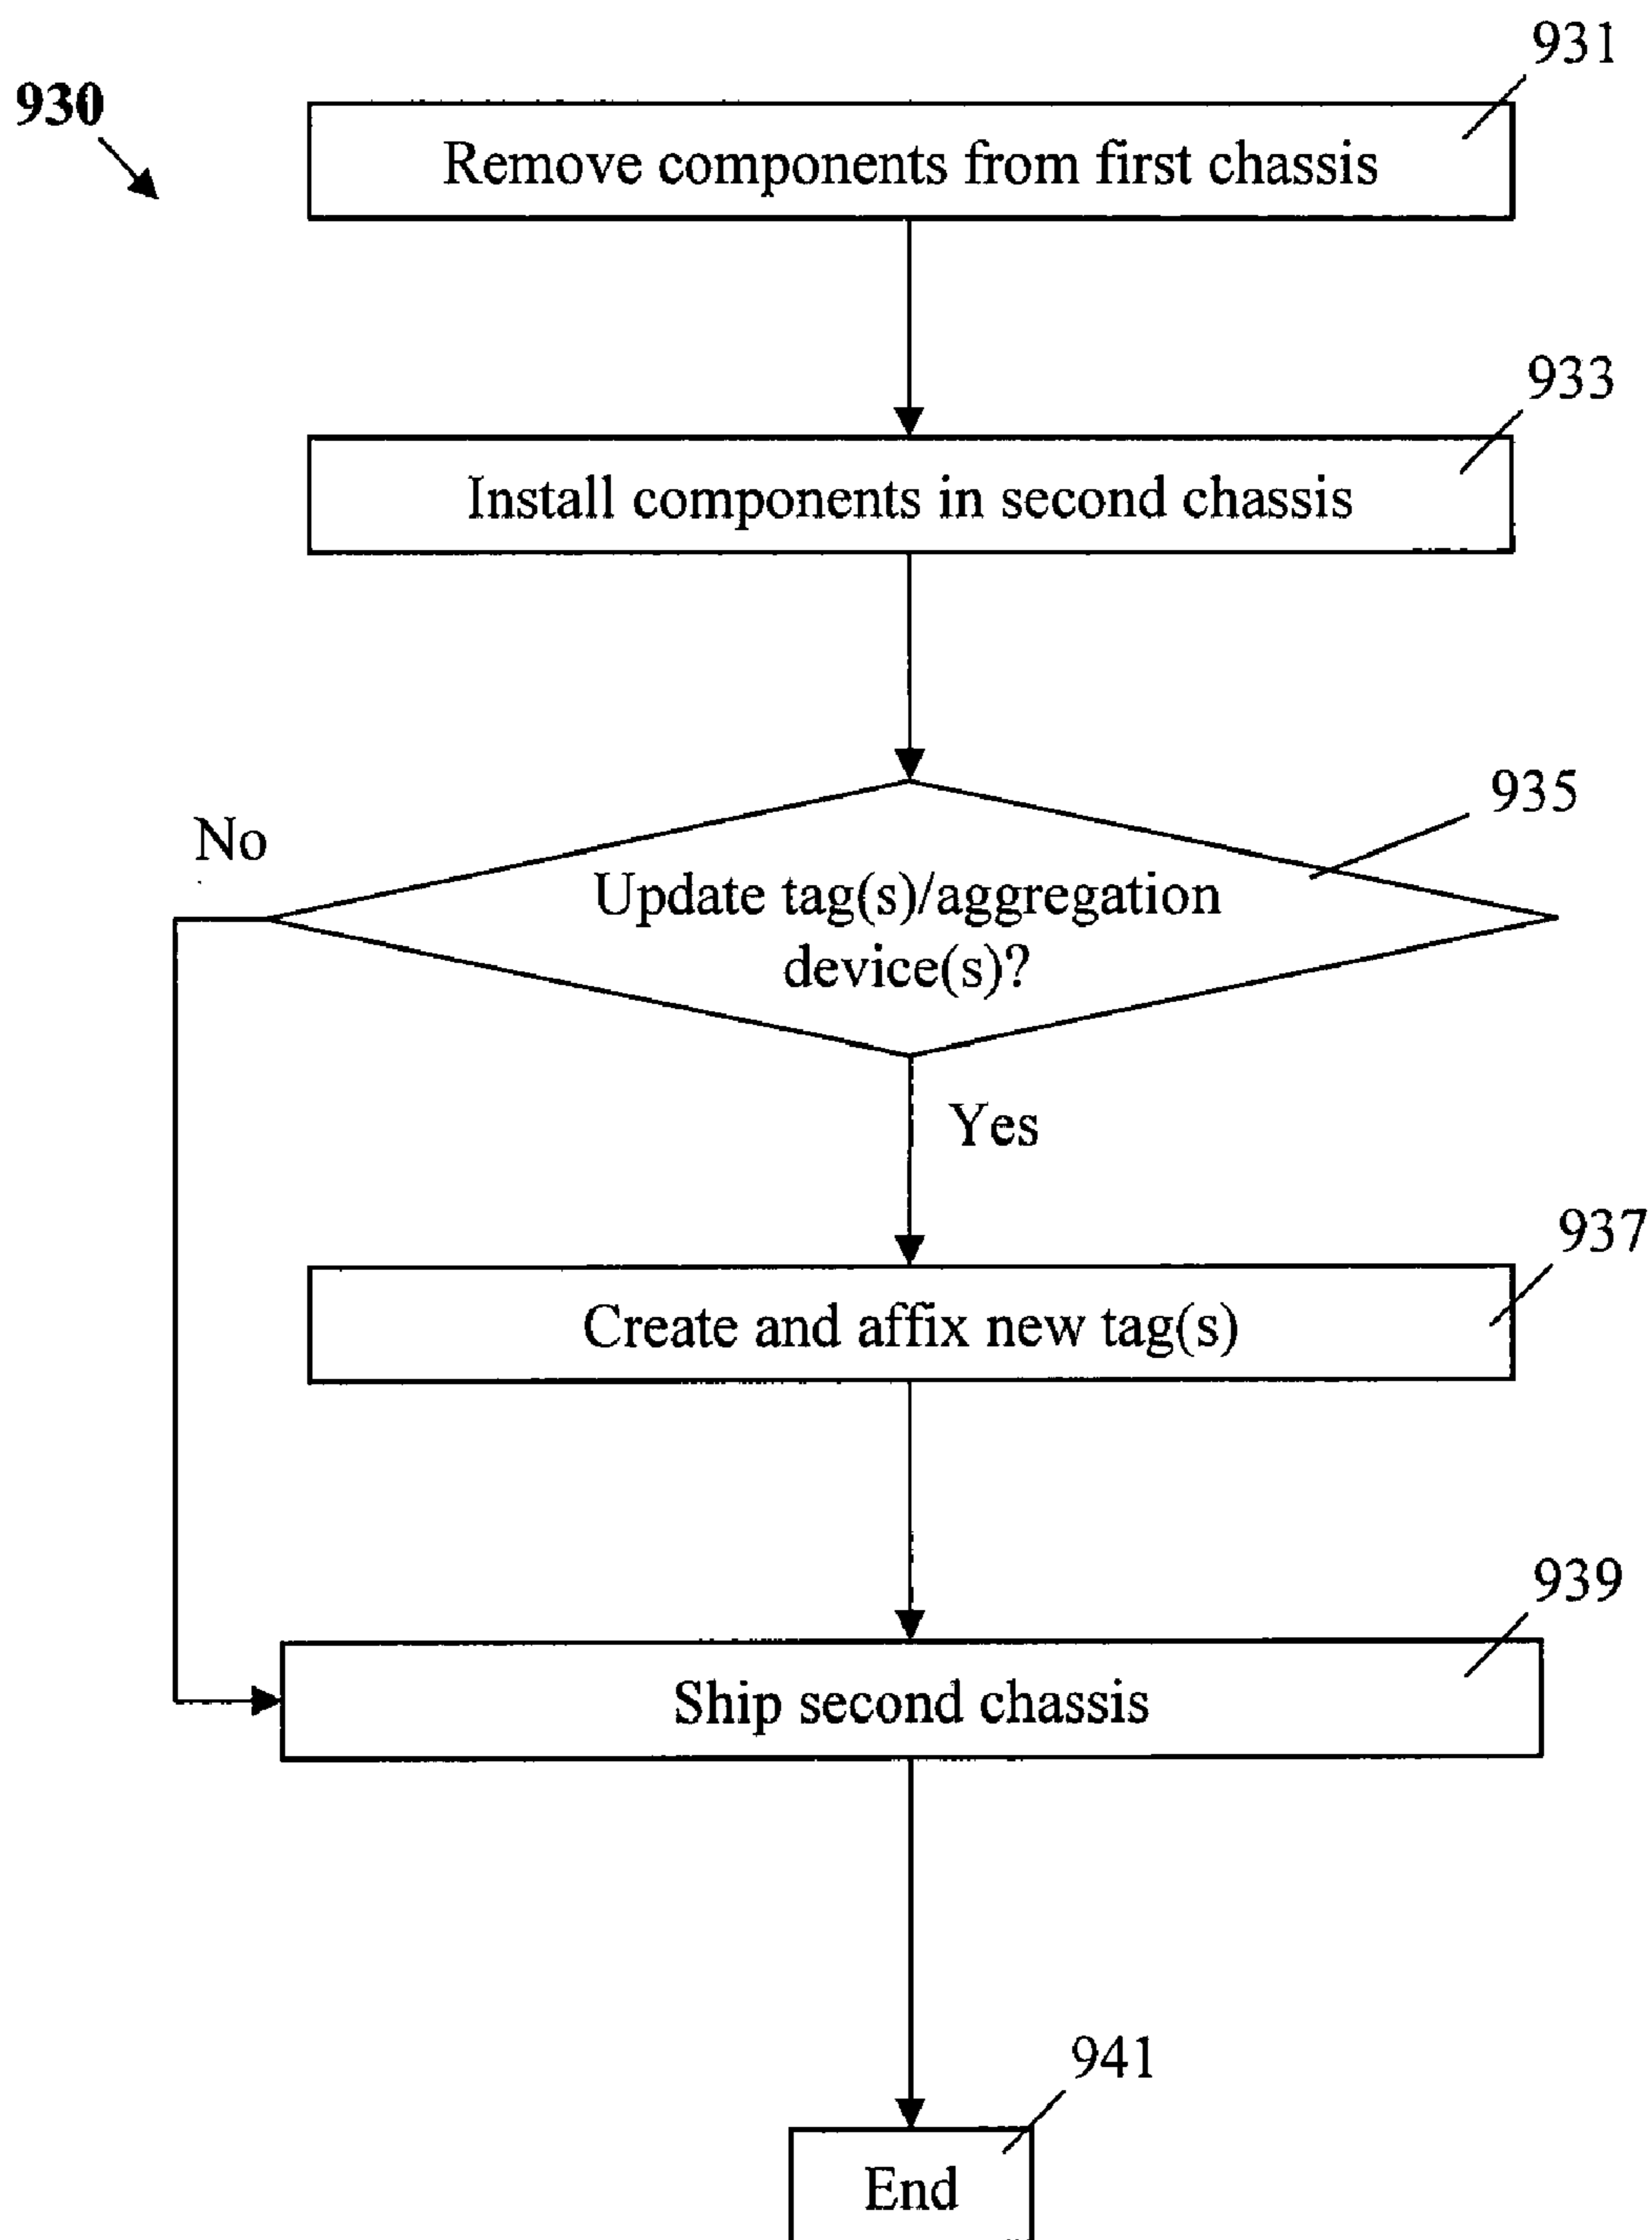 931
930
Remove components from first chassis
933
Install components in second chassis
935
No
Update tag(s)/aggregation
device(s)?
Yes
937
Create and affix new tag(s)
939
Ship second chassis
941
End